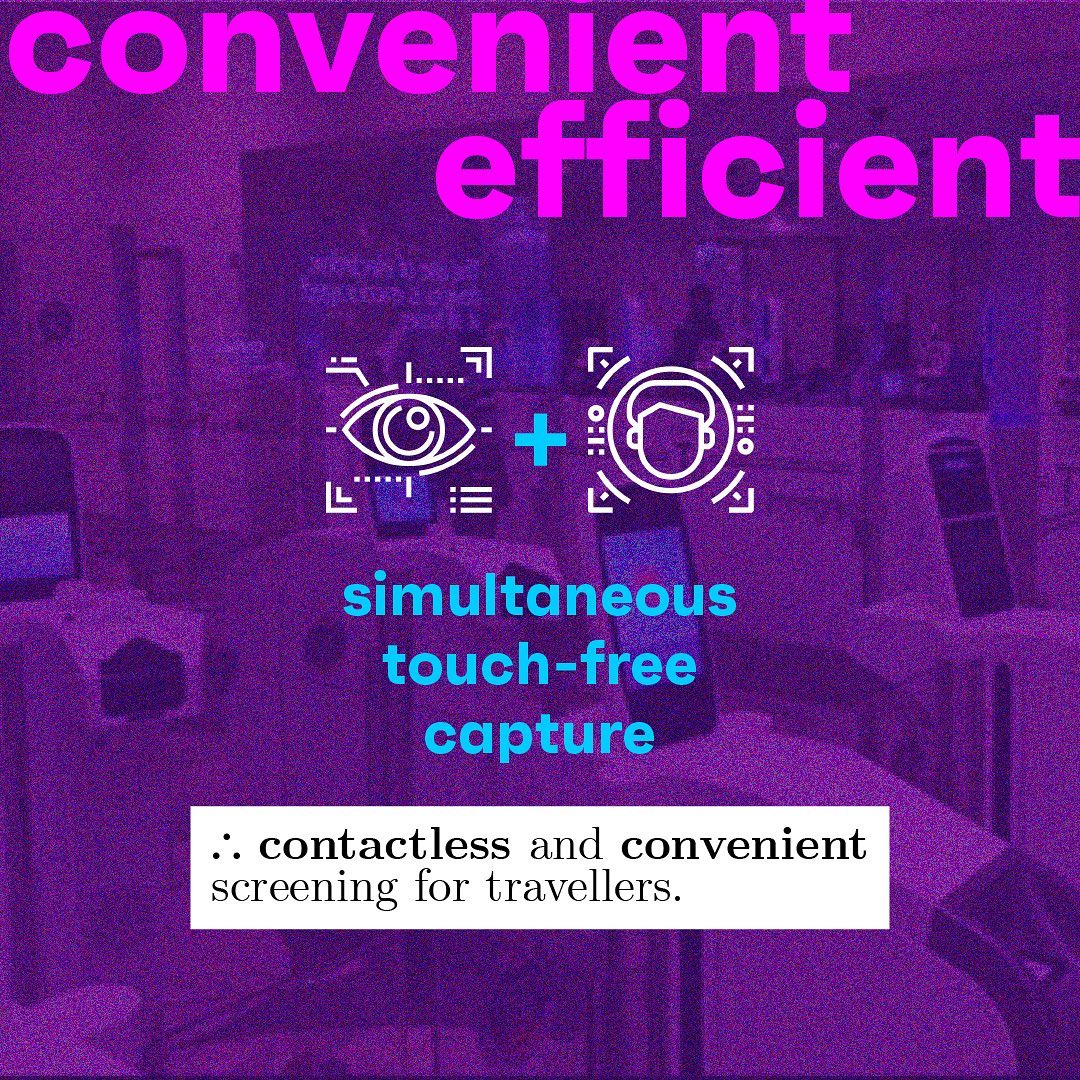 convenient
efficient
+
simultaneous
touch-free
capture
∴ contactless and convenient
screening for travellers.